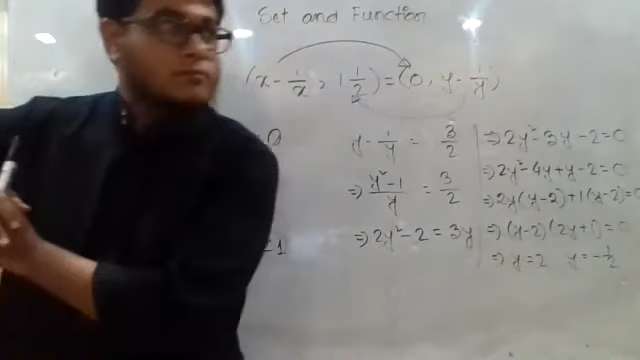 Set and Function
(x - 1/x, 1 1/2) = (0, y - 1/y)
0
±1
y - 1/y = 3/2
⇒ y² - 1 / y = 3/2
⇒ 2y² - 2 = 3y
⇒ 2y² - 3y - 2 = 0
⇒ 2y² - 4y + y - 2 = 0
⇒ 2y(y-2) + 1(y-2) = 0
⇒ (y-2)(2y+1) = 0
⇒ y = 2 y = -1/2